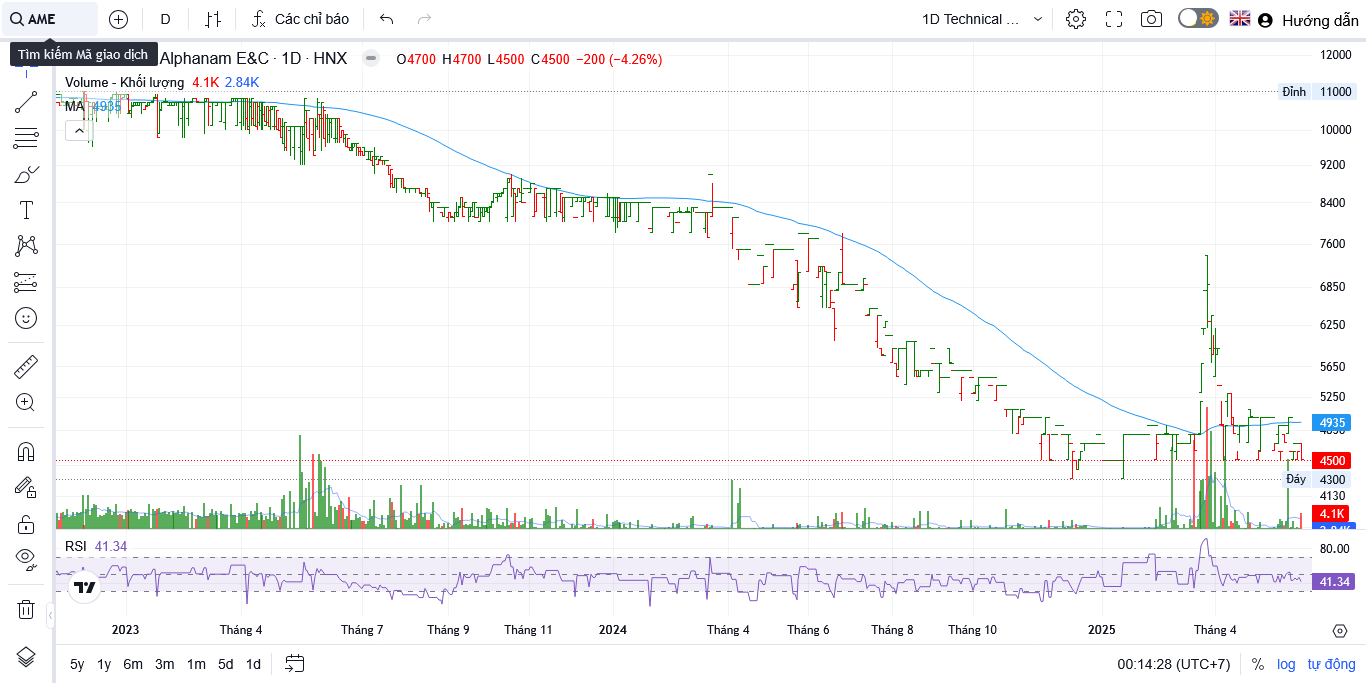 AME
D
Các chỉ báo
1D Technical ...
Hướng dẫn
Tìm kiếm Mã giao dịch
Alphanam E&C · 1D · HNX
O4700 H4700 L4500 C4500 −200 (−4.26%)
Volume - Khối lượng 4.1K 2.84K
MA 4935
12000
Đỉnh 11000
10000
9200
8400
7600
6850
6250
5650
5250
4935
4500
Đáy 4300
4130
4.1K
RSI 41.34
80.00
41.34
2023 Tháng 4 Tháng 7 Tháng 9 Tháng 11 2024 Tháng 4 Tháng 6 Tháng 8 Tháng 10 2025 Tháng 4
5y 1y 6m 3m 1m 5d 1d
00:14:28 (UTC+7) % log tự động